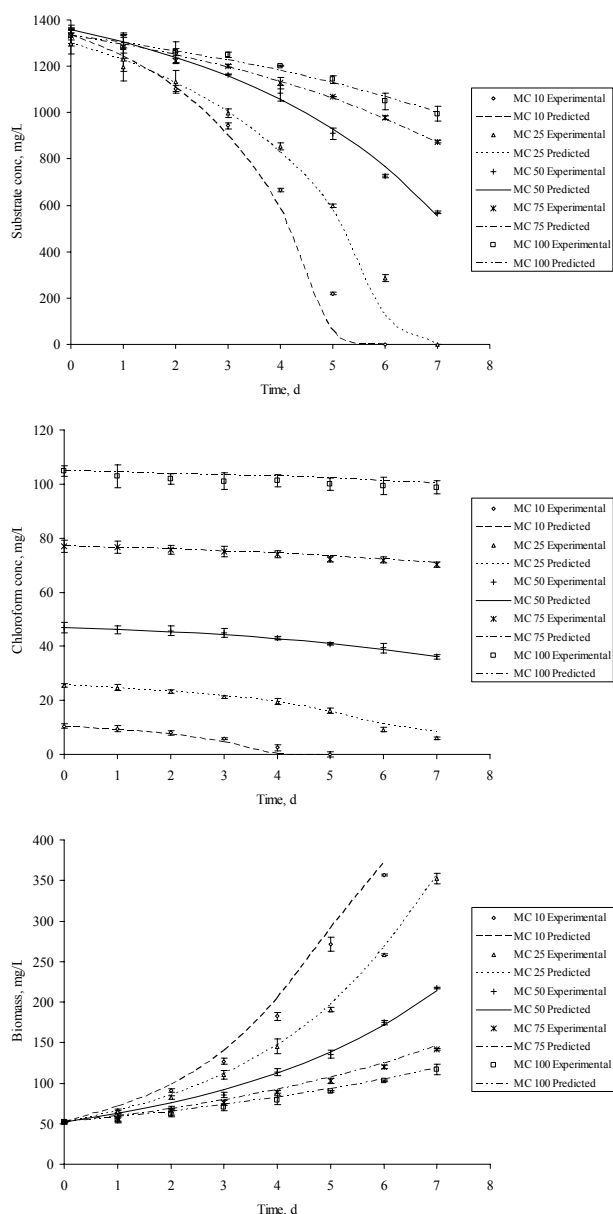 1400
1200
1000
800
600
400
200
0
Substrate conc, mg/L
0 1 2 3 4 5 6 7 8
Time, d
MC 10 Experimental
MC 10 Predicted
MC 25 Experimental
MC 25 Predicted
MC 50 Experimental
MC 50 Predicted
MC 75 Experimental
MC 75 Predicted
MC 100 Experimental
MC 100 Predicted
120
100
80
60
40
20
0
Chloroform conc, mg/L
0 1 2 3 4 5 6 7 8
Time, d
MC 10 Experimental
MC 10 Predicted
MC 25 Experimental
MC 25 Predicted
MC 50 Experimental
MC 50 Predicted
MC 75 Experimental
MC 75 Predicted
MC 100 Experimental
MC 100 Predicted
400
350
300
250
200
150
100
50
0
Biomass, mg/L
0 1 2 3 4 5 6 7 8
Time, d
MC 10 Experimental
MC 10 Predicted
MC 25 Experimental
MC 25 Predicted
MC 50 Experimental
MC 50 Predicted
MC 75 Experimental
MC 75 Predicted
MC 100 Experimental
MC 100 Predicted